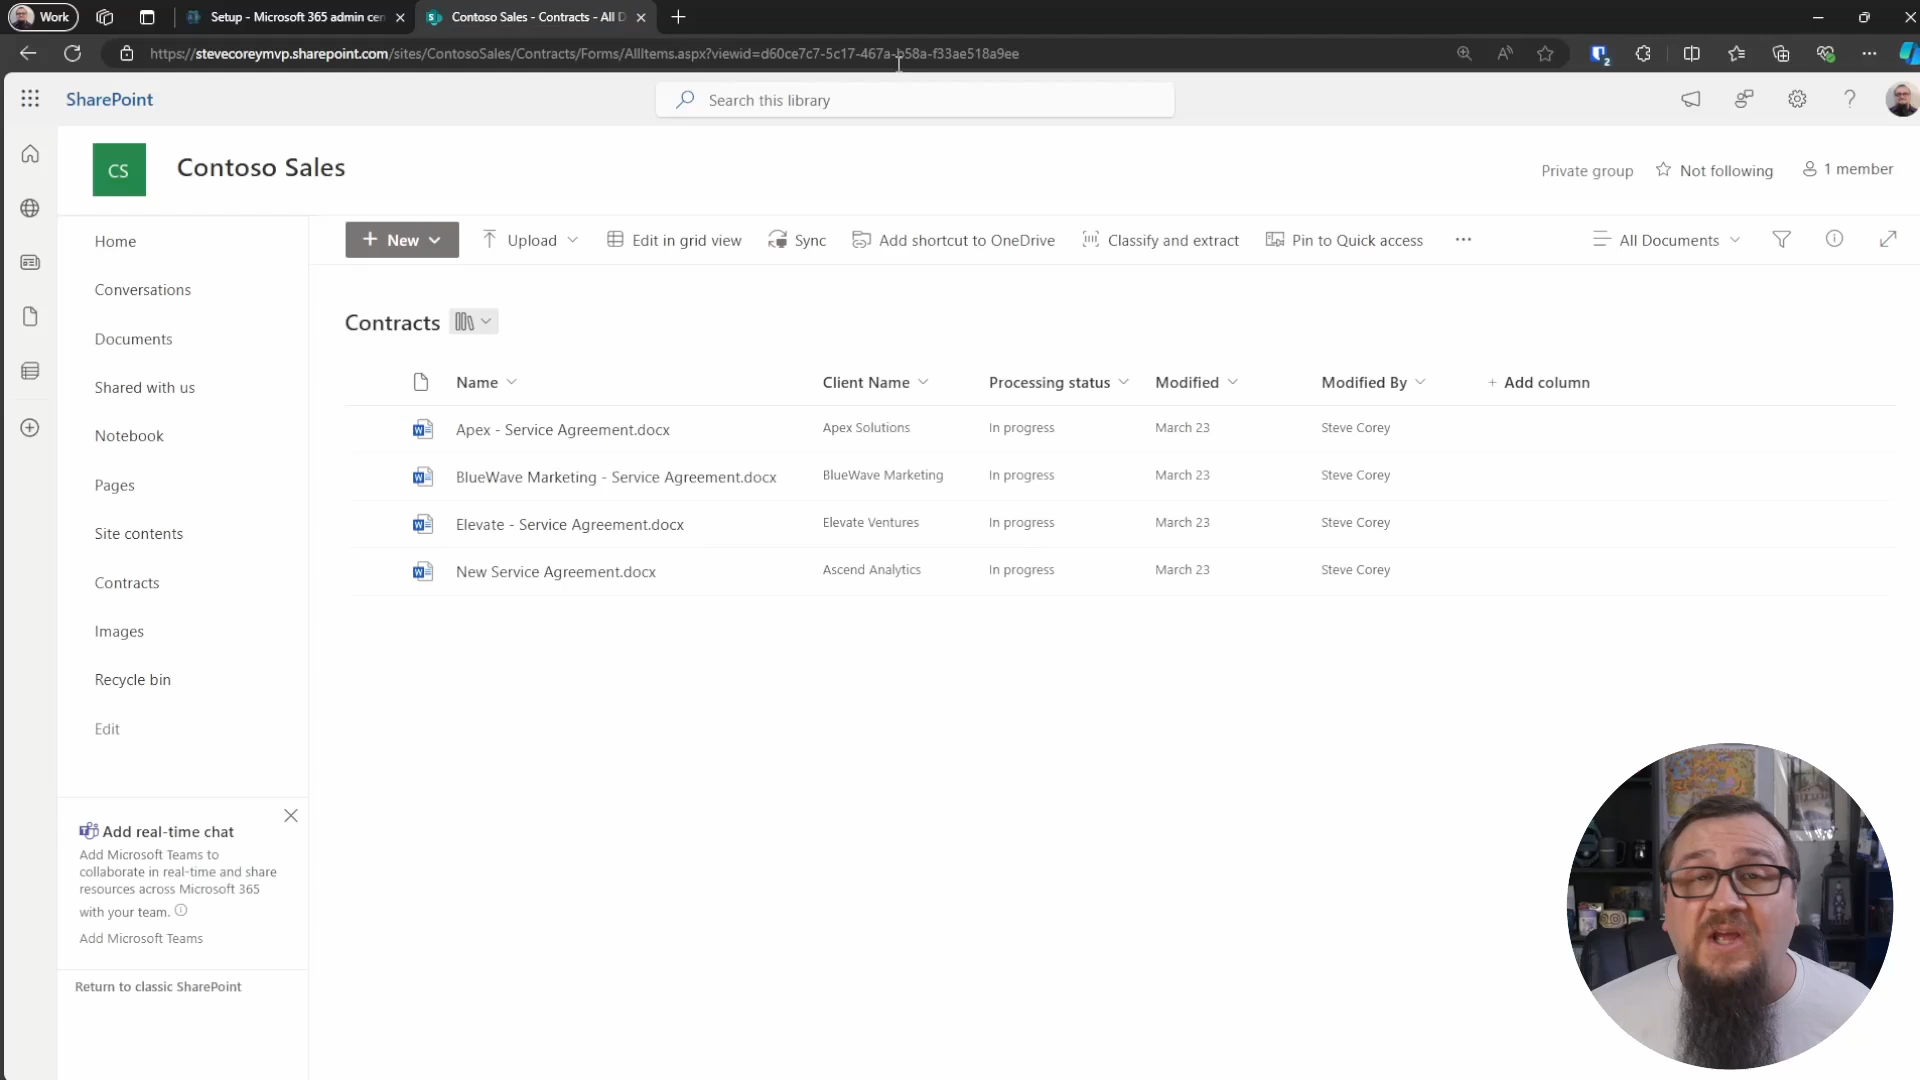 Work
Setup - Microsoft 365 admin cen
Contoso Sales - Contracts - All D
https://stevecoreymvp.sharepoint.com/sites/ContosoSales/Contracts/Forms/AllItems.aspx?viewid=d60ce7c7-5c17-467a-b58a-f33ae518a9ee
2
SharePoint
Search this library
CS
Contoso Sales
Private group
Not following
1 member
+ New
Upload
Edit in grid view
Sync
Add shortcut to OneDrive
Classify and extract
Pin to Quick access
All Documents
Home
Conversations
Documents
Shared with us
Notebook
Pages
Site contents
Contracts
Images
Recycle bin
Edit
Contracts
Name Client Name Processing status Modified Modified By + Add column
Apex - Service Agreement.docx Apex Solutions In progress March 23 Steve Corey
BlueWave Marketing - Service Agreement.docx BlueWave Marketing In progress March 23 Steve Corey
Elevate - Service Agreement.docx Elevate Ventures In progress March 23 Steve Corey
New Service Agreement.docx Ascend Analytics In progress March 23 Steve Corey
Add real-time chat
Add Microsoft Teams to
collaborate in real-time and share
resources across Microsoft 365
with your team.
Add Microsoft Teams
Return to classic SharePoint